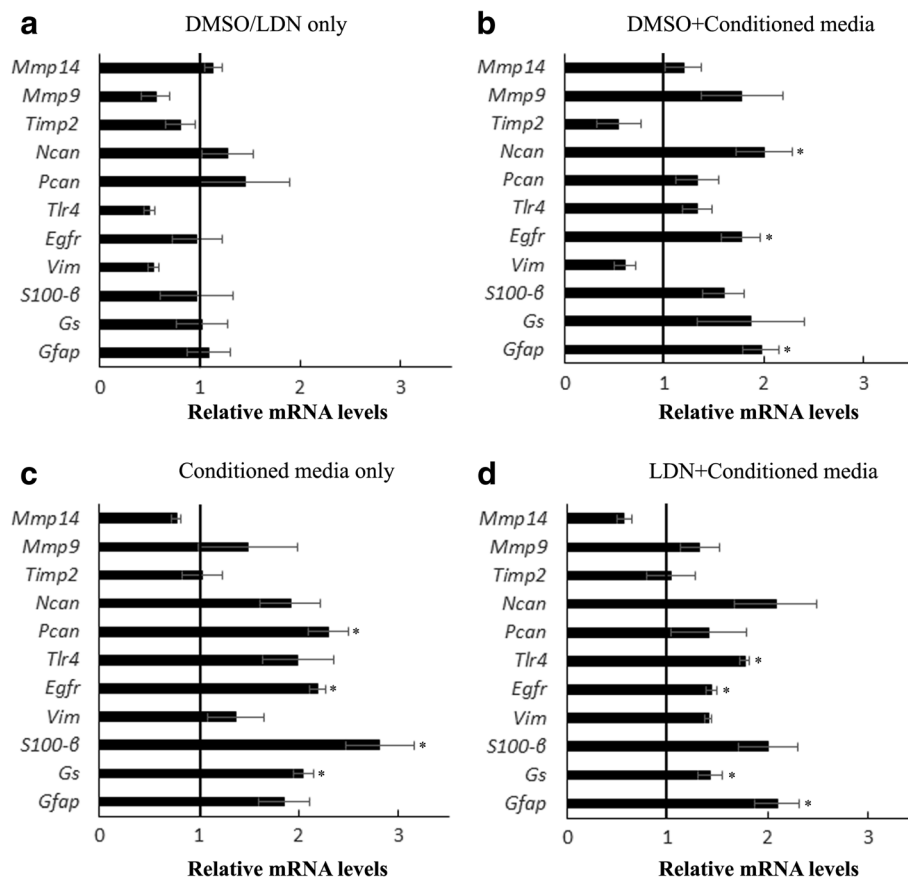 a DMSO/LDN only
Mmp14
Mmp9
Timp2
Ncan
Pcan
Tlr4
Egfr
Vim
S100-β
Gs
Gfap
0 1 2 3
Relative mRNA levels
b DMSO+Conditioned media
Mmp14
Mmp9
Timp2
Ncan *
Pcan
Tlr4
Egfr *
Vim
S100-β
Gs
Gfap *
0 1 2 3
Relative mRNA levels
c Conditioned media only
Mmp14
Mmp9
Timp2
Ncan
Pcan *
Tlr4
Egfr *
Vim
S100-β *
Gs *
Gfap
0 1 2 3
Relative mRNA levels
d LDN+Conditioned media
Mmp14
Mmp9
Timp2
Ncan
Pcan
Tlr4 *
Egfr *
Vim
S100-β
Gs *
Gfap *
0 1 2 3
Relative mRNA levels